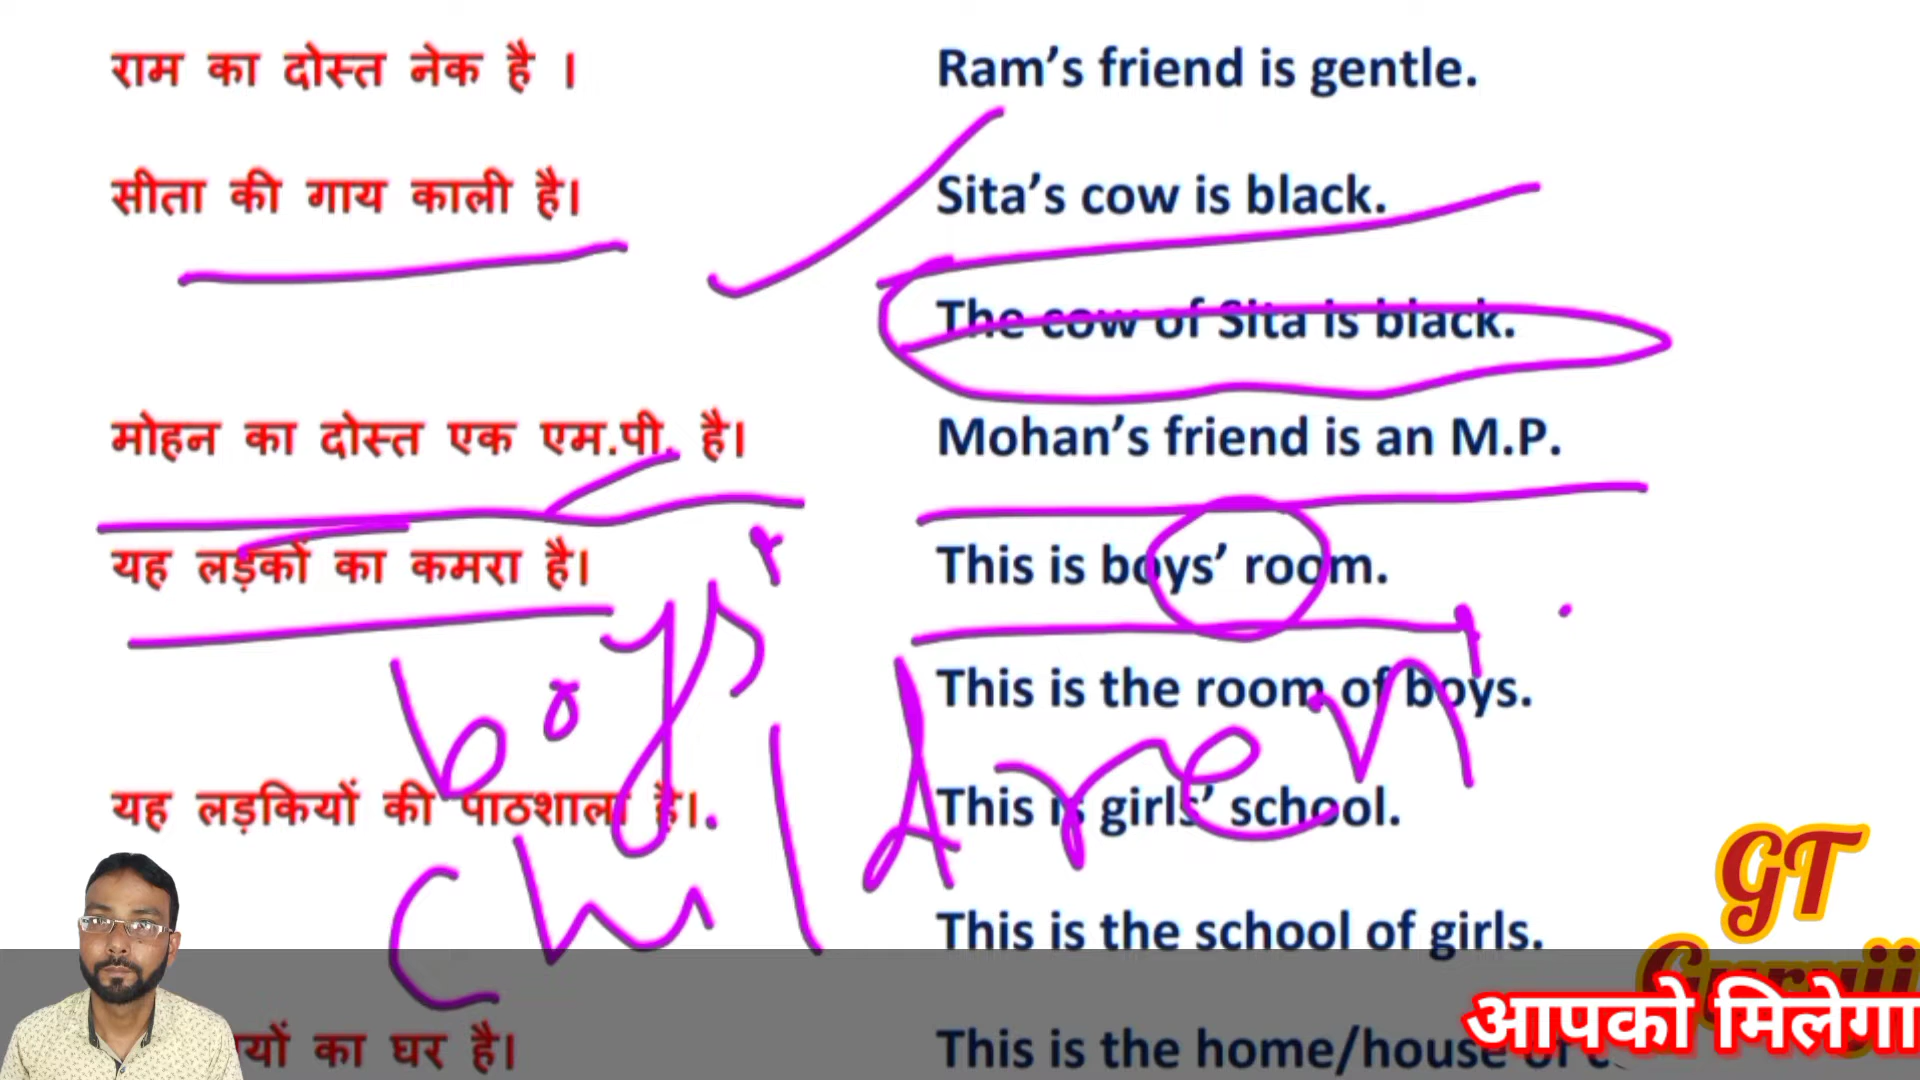 राम का दोस्त नेक है ।
Ram’s friend is gentle.
सीता की गाय काली है।
Sita’s cow is black.
The cow of Sita is black.
मोहन का दोस्त एक एम.पी. है।
Mohan’s friend is an M.P.
यह लड़कों का कमरा है।
This is boys’ room.
boys'
This is the room of boys.
children'
यह लड़कियों की पाठशाला है।.
This is girls’ school.
This is the school of girls.
GT
Guruji
आपको मिलेगा
का घर है।
This is the home/house of